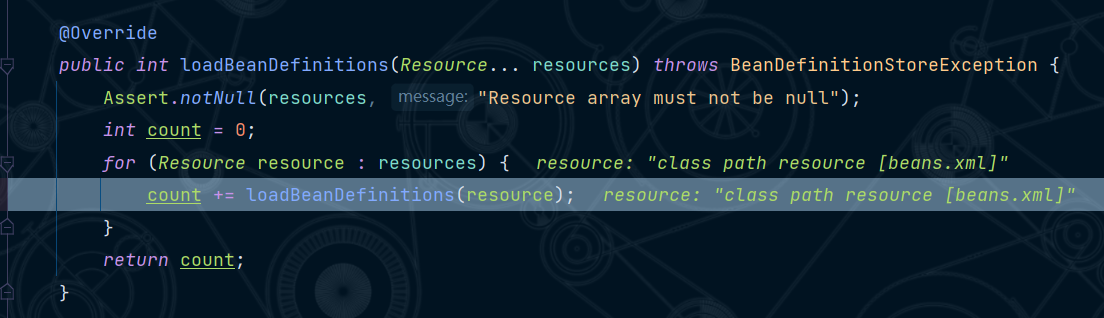 @Override
public int loadBeanDefinitions(Resource... resources) throws BeanDefinitionStoreException {
Assert.notNull(resources, message: "Resource array must not be null");
int count = 0;
for (Resource resource : resources) { resource: "class path resource [beans.xml]"
count += loadBeanDefinitions(resource); resource: "class path resource [beans.xml]"
}
return count;
}